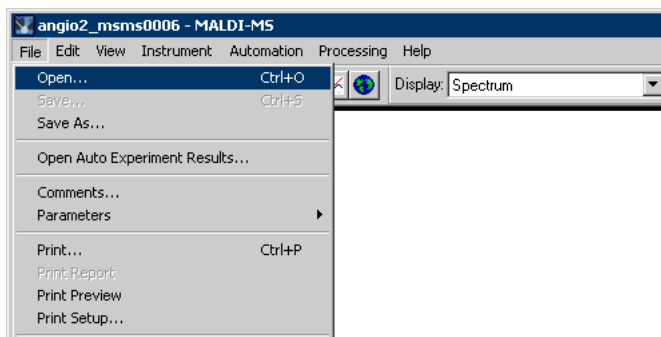 angio2_msms0006 - MALDI-MS
File Edit View Instrument Automation Processing Help
Open... Ctrl+O
Display: Spectrum
Save... Ctrl+S
Save As...
Open Auto Experiment Results...
Comments...
Parameters
Print... Ctrl+P
Print Report
Print Preview
Print Setup...